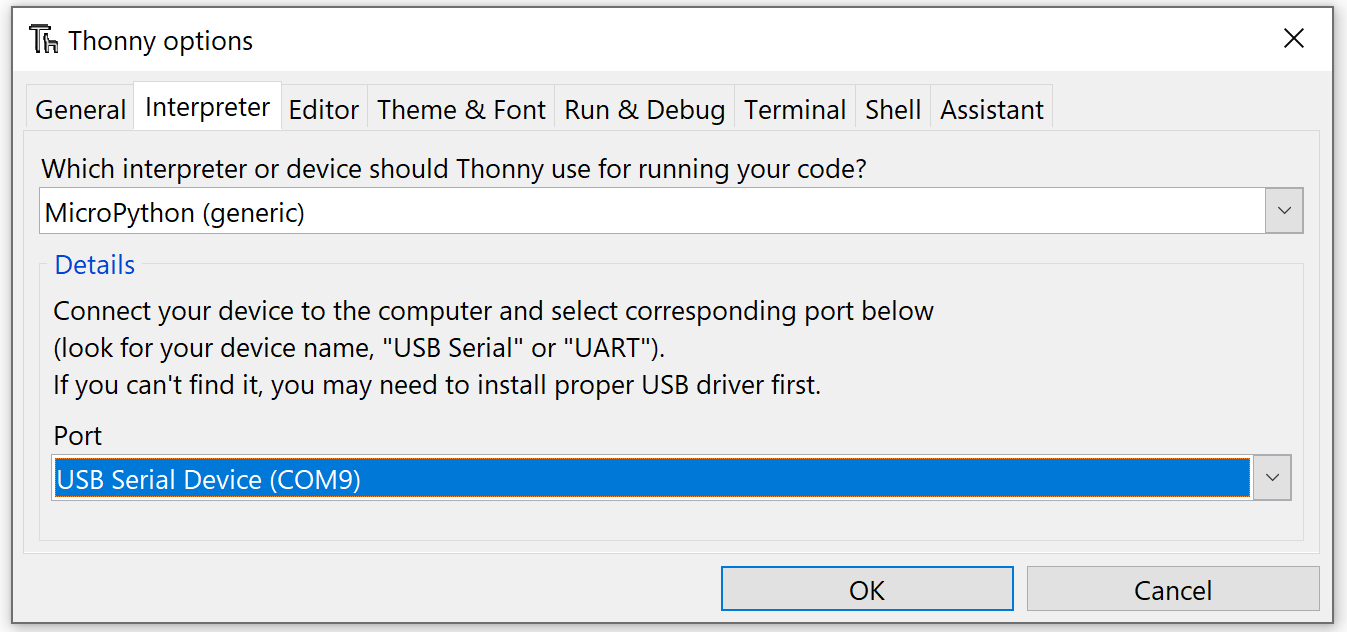 Thonny options
General Interpreter Editor Theme & Font Run & Debug Terminal Shell Assistant
Which interpreter or device should Thonny use for running your code?
MicroPython (generic)
Details
Connect your device to the computer and select corresponding port below
(look for your device name, "USB Serial" or "UART").
If you can't find it, you may need to install proper USB driver first.
Port
USB Serial Device (COM9)
OK Cancel